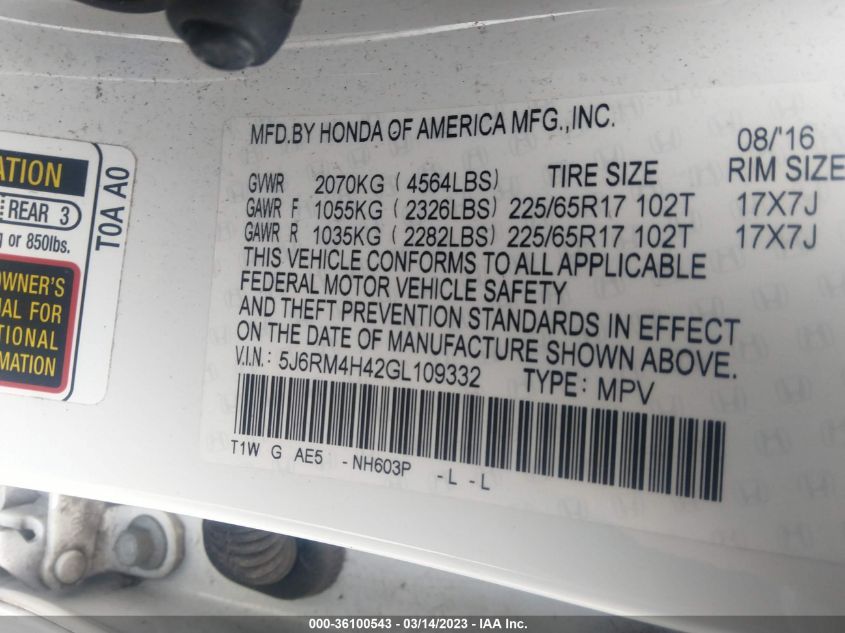 MFD.BY HONDA OF AMERICA MFG.,INC. 08/'16
GVWR 2070KG (4564LBS) TIRE SIZE RIM SIZE
GAWR F 1055KG (2326LBS) 225/65R17 102T 17X7J
GAWR R 1035KG (2282LBS) 225/65R17 102T 17X7J
THIS VEHICLE CONFORMS TO ALL APPLICABLE
FEDERAL MOTOR VEHICLE SAFETY
AND THEFT PREVENTION STANDARDS IN EFFECT
ON THE DATE OF MANUFACTURE SHOWN ABOVE.
V.I.N.: 5J6RM4H42GL109332 TYPE: MPV
T1W G AE5 -NH603P -L -L
ATION
REAR 3
g or 850lbs.
T0A A0
OWNER'S
AL FOR
TIONAL
RMATION
000-36100543 - 03/14/2023 - IAA Inc.